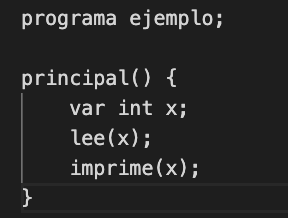 programa ejemplo;
principal() {
var int x;
lee(x);
imprime(x);
}